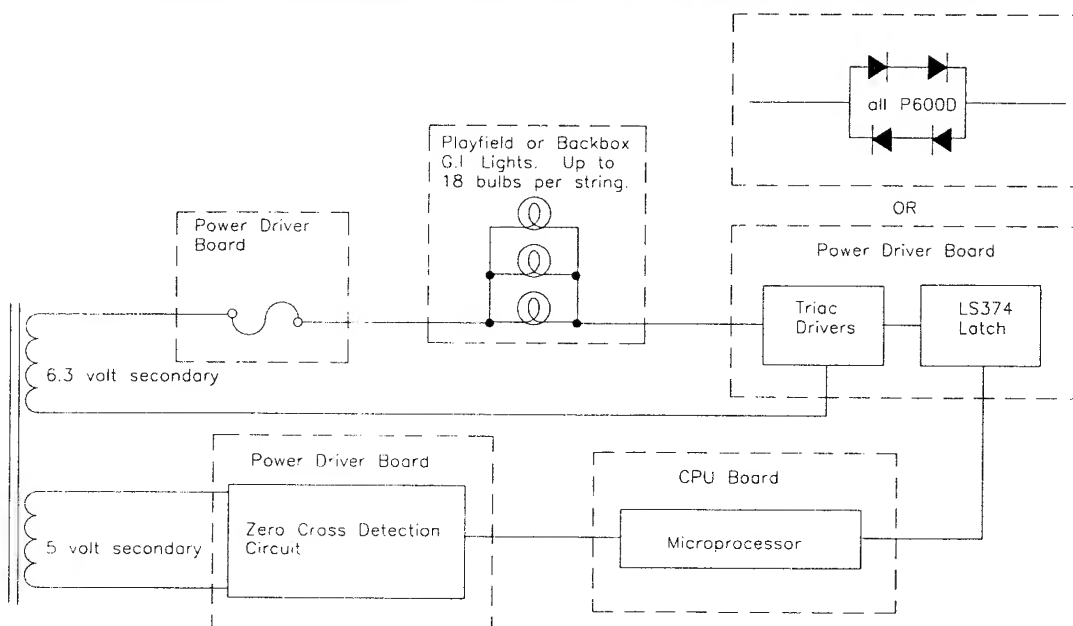 all P600D
OR
Playfield or Backbox
G.I Lights. Up to
18 bulbs per string.
Power Driver
Board
Power Driver Board
Triac
Drivers
LS374
Latch
6.3 volt secondary
Power Driver Board
Zero Cross Detection
Circuit
5 volt secondary
CPU Board
Microprocessor